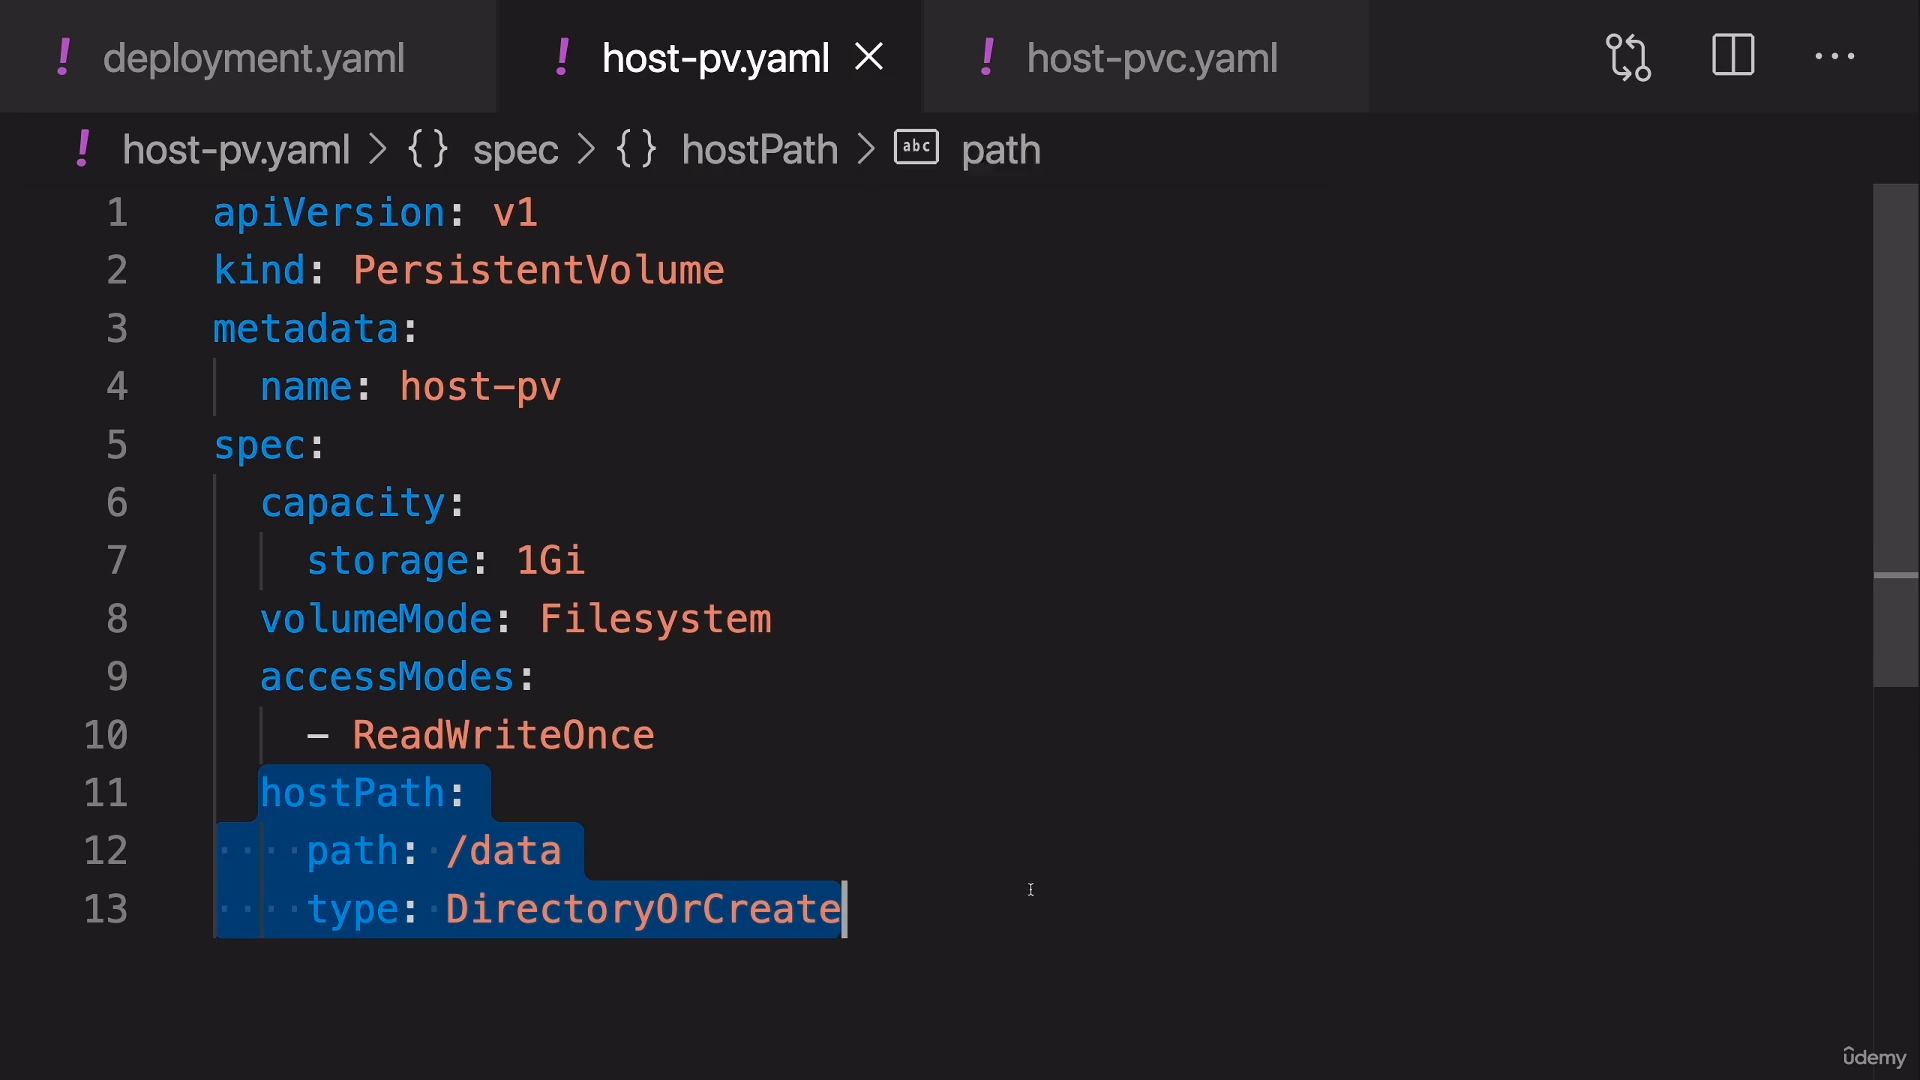 ! deployment.yaml ! host-pv.yaml ! host-pvc.yaml ...
! host-pv.yaml > {} spec > {} hostPath > abc path
1 apiVersion: v1
2 kind: PersistentVolume
3 metadata:
4   name: host-pv
5 spec:
6   capacity:
7     storage: 1Gi
8   volumeMode: Filesystem
9   accessModes:
10     - ReadWriteOnce
11   hostPath:
12     path: /data
13     type: DirectoryOrCreate
ûdemy